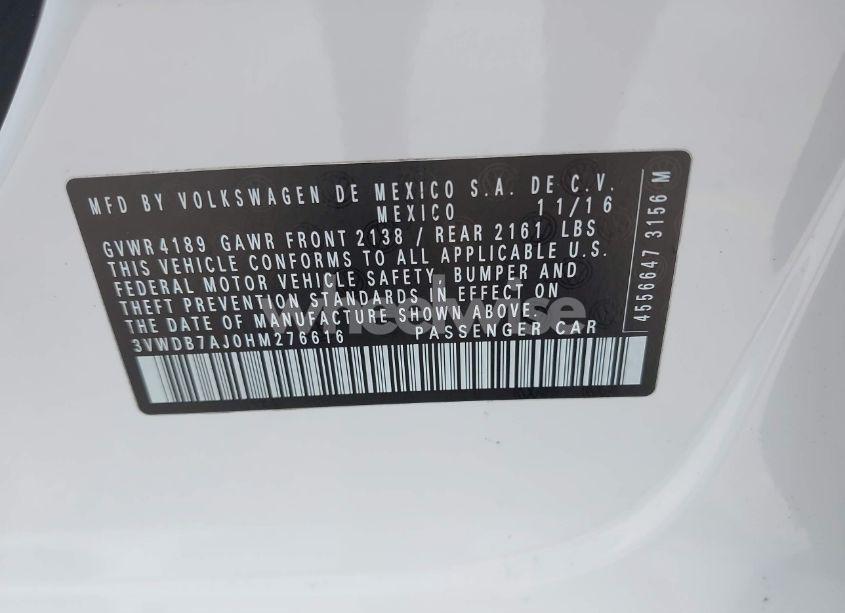 MFD BY VOLKSWAGEN DE MEXICO S.A. DE C.V.
MEXICO 11/16
GVWR 4189 GAWR FRONT 2138 / REAR 2161 LBS
THIS VEHICLE CONFORMS TO ALL APPLICABLE U.S.
FEDERAL MOTOR VEHICLE SAFETY, BUMPER AND
THEFT PREVENTION STANDARDS IN EFFECT ON
THE DATE OF MANUFACTURE SHOWN ABOVE.
3VWDB7AJ0HM276616 PASSENGER CAR
4556647 3156 M
wheelwise